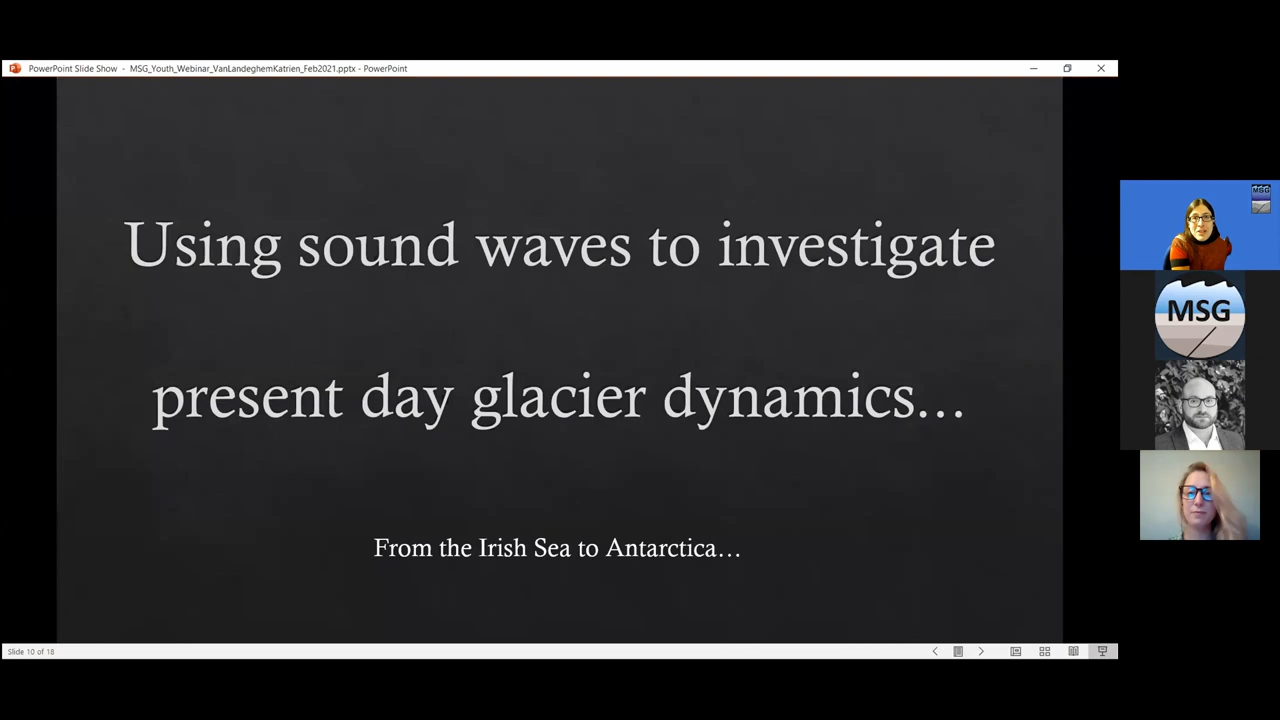 PowerPoint Slide Show - MSG_Youth_Webinar_VanLandeghemKatrien_Feb2021.pptx - PowerPoint
Using sound waves to investigate
present day glacier dynamics…
From the Irish Sea to Antarctica…
Slide 10 of 18
MSG
MSG